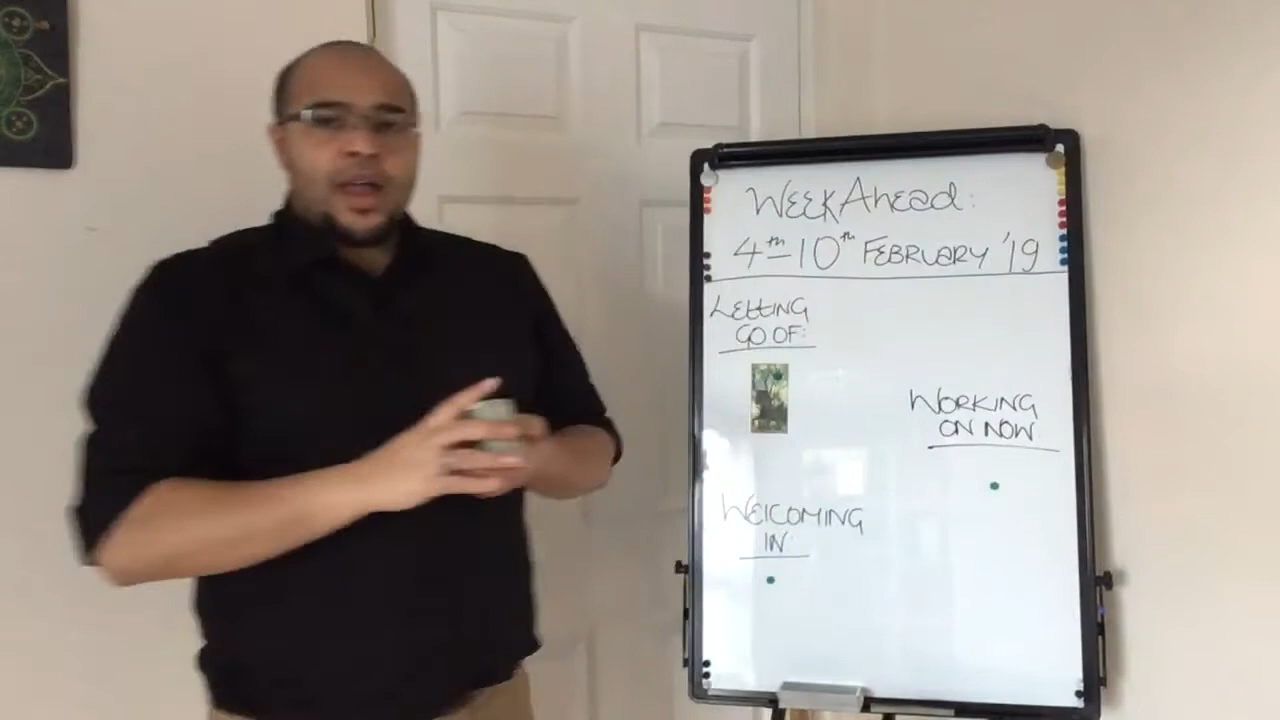 WEEK Ahead:
4th-10th FEBRUARY '19
LETTING
GO OF:
WORKING
ON NOW
WELCOMING
IN: